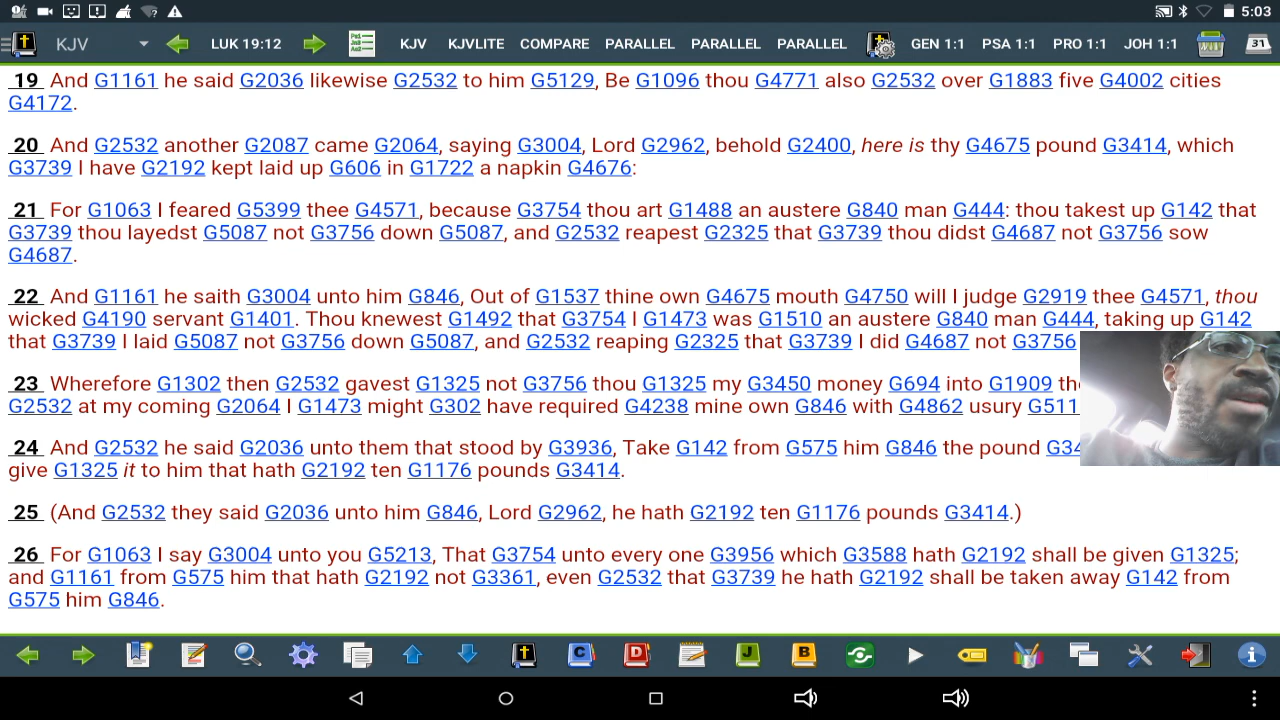 5:03
KJV LUK 19:12 KJV KJVLITE COMPARE PARALLEL PARALLEL PARALLEL GEN 1:1 PSA 1:1 PRO 1:1 JOH 1:1 31
19 And G1161 he said G2036 likewise G2532 to him G5129, Be G1096 thou G4771 also G2532 over G1883 five G4002 cities
G4172.
20 And G2532 another G2087 came G2064, saying G3004, Lord G2962, behold G2400, here is thy G4675 pound G3414, which
G3739 I have G2192 kept laid up G606 in G1722 a napkin G4676:
21 For G1063 I feared G5399 thee G4571, because G3754 thou art G1488 an austere G840 man G444: thou takest up G142 that
G3739 thou layedst G5087 not G3756 down G5087, and G2532 reapest G2325 that G3739 thou didst G4687 not G3756 sow
G4687.
22 And G1161 he saith G3004 unto him G846, Out of G1537 thine own G4675 mouth G4750 will I judge G2919 thee G4571, thou
wicked G4190 servant G1401. Thou knewest G1492 that G3754 I G1473 was G1510 an austere G840 man G444, taking up G142
that G3739 I laid G5087 not G3756 down G5087, and G2532 reaping G2325 that G3739 I did G4687 not G3756
23 Wherefore G1302 then G2532 gavest G1325 not G3756 thou G1325 my G3450 money G694 into G1909 th
G2532 at my coming G2064 I G1473 might G302 have required G4238 mine own G846 with G4862 usury G511
24 And G2532 he said G2036 unto them that stood by G3936, Take G142 from G575 him G846 the pound G34
give G1325 it to him that hath G2192 ten G1176 pounds G3414.
25 (And G2532 they said G2036 unto him G846, Lord G2962, he hath G2192 ten G1176 pounds G3414.)
26 For G1063 I say G3004 unto you G5213, That G3754 unto every one G3956 which G3588 hath G2192 shall be given G1325;
and G1161 from G575 him that hath G2192 not G3361, even G2532 that G3739 he hath G2192 shall be taken away G142 from
G575 him G846.
C D J B